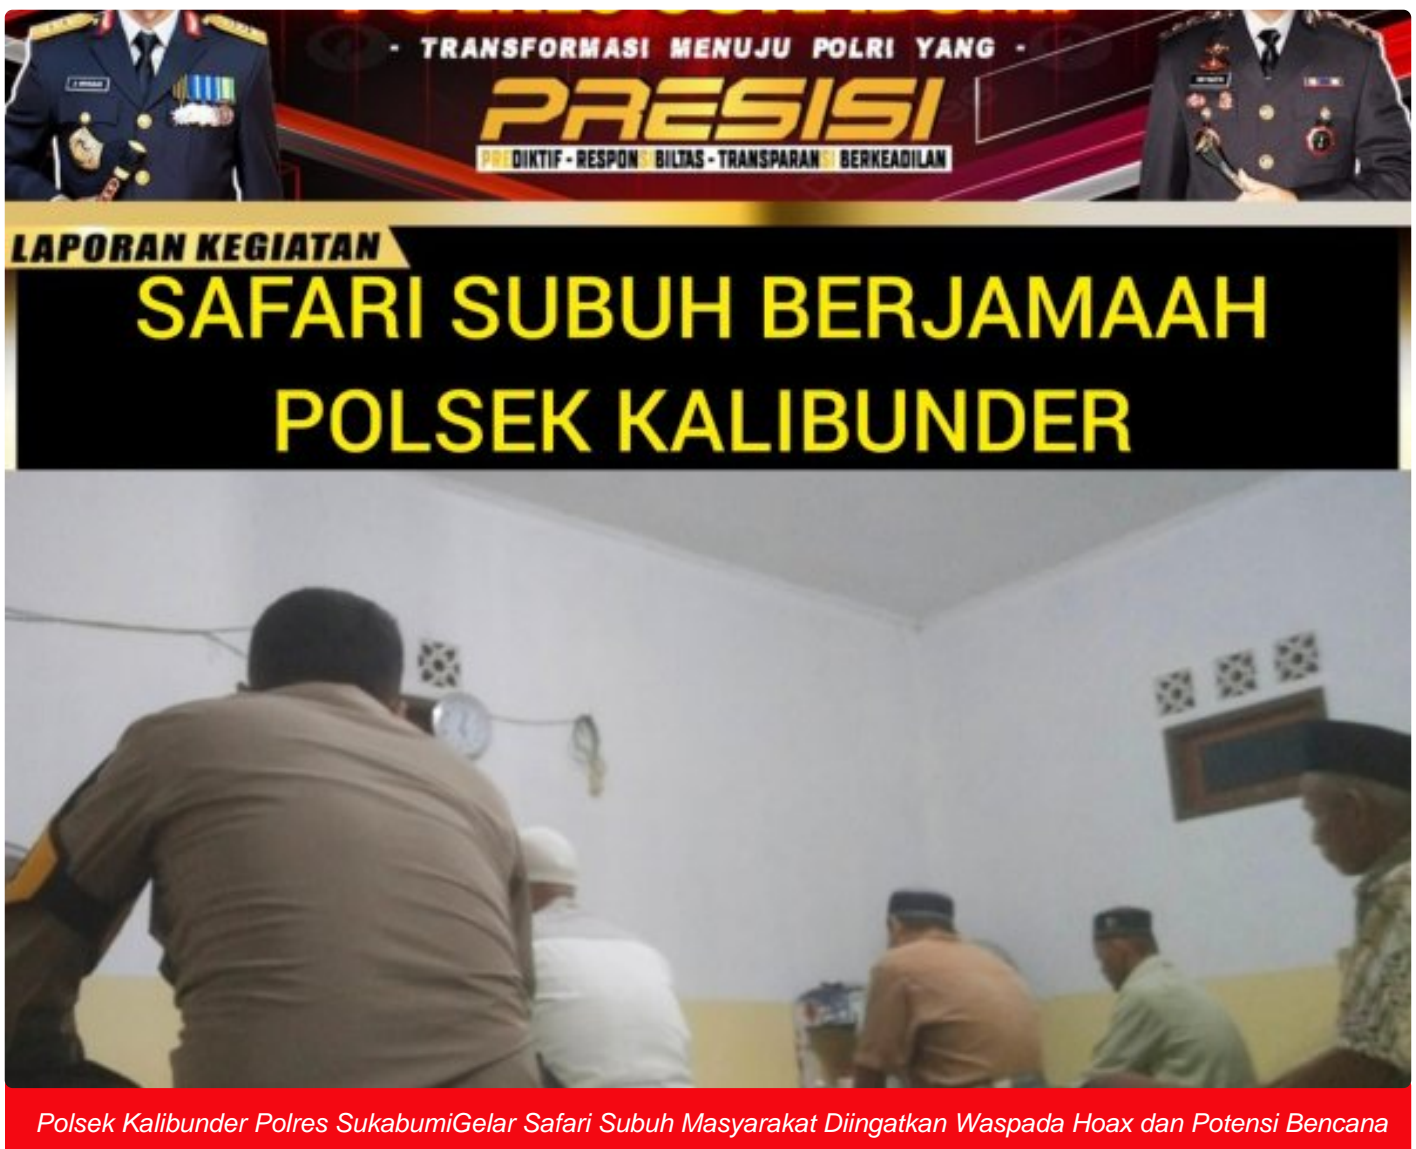 - TRANSFORMASI MENUJU POLRI YANG -
PRESISI
PREDIKTIF - RESPONSIBILTAS - TRANSPARANSI BERKEADILAN
LAPORAN KEGIATAN
SAFARI SUBUH BERJAMAAH
POLSEK KALIBUNDER
Polsek Kalibunder Polres SukabumiGelar Safari Subuh Masyarakat Diingatkan Waspada Hoax dan Potensi Bencana